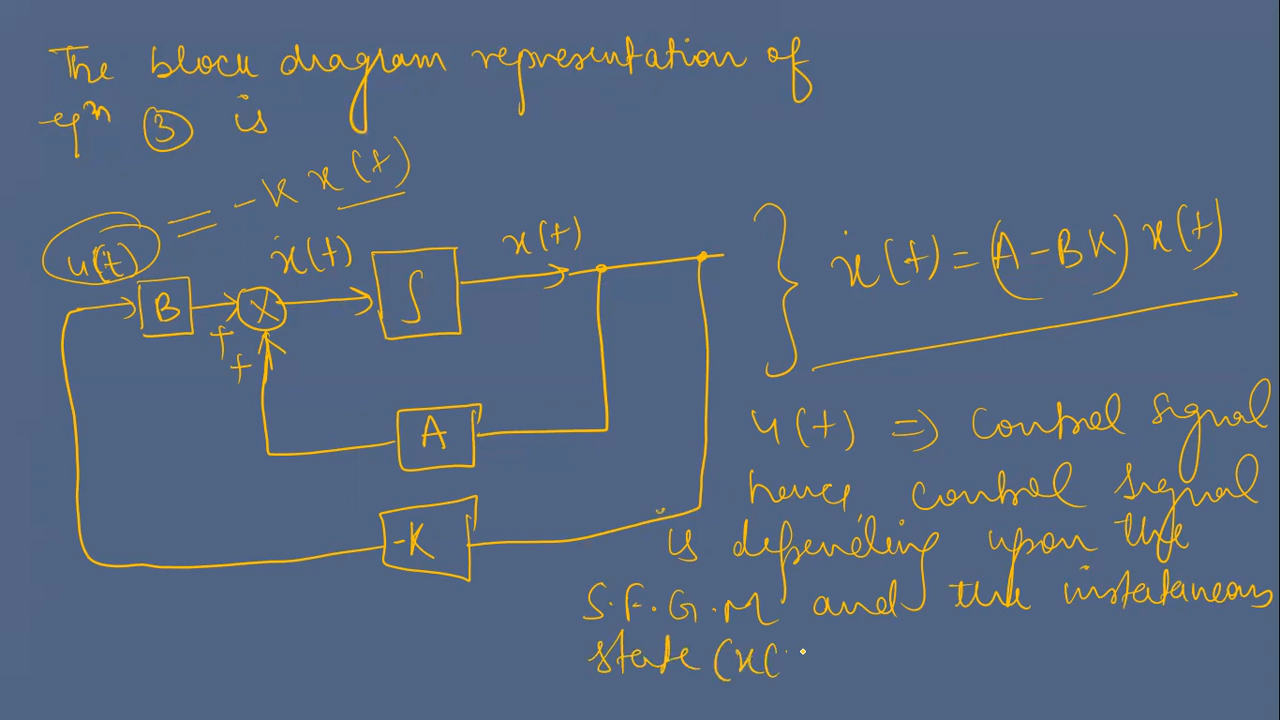 The block diagram representation of
eqn ③ is
u(t) = -K x(t)
ẋ(t)
x(t)
B
X
∫
+
+
A
-K
ẋ(t) = (A - BK) x(t)
u(t) ⇒ Control signal
hence control signal
is depending upon the
S.F.G.M and the instataneous
state (x(